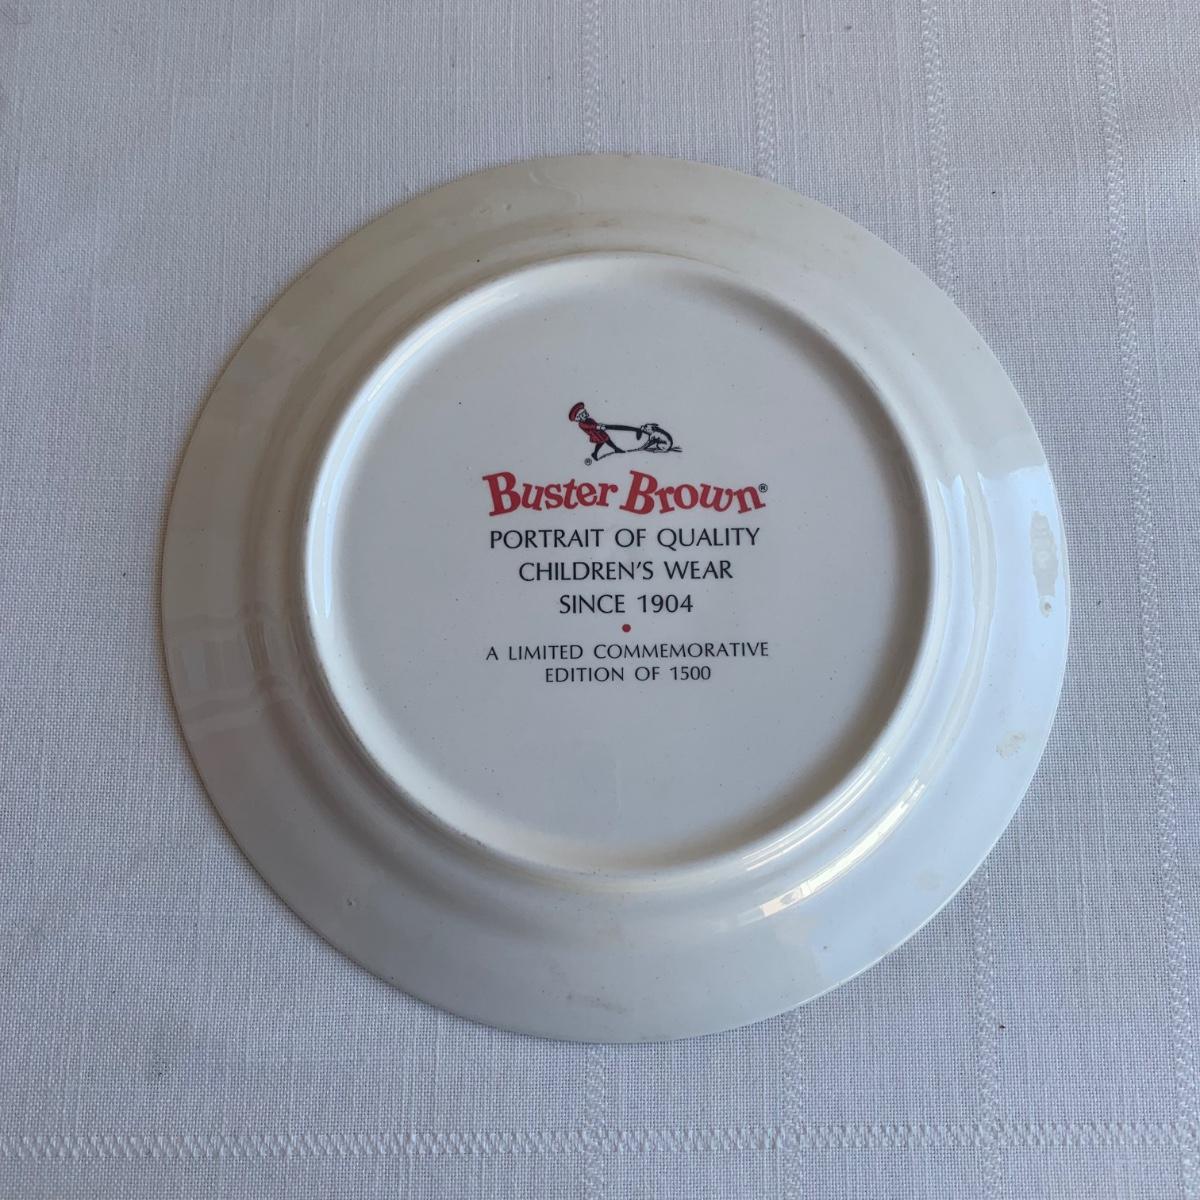 Buster Brown®
PORTRAIT OF QUALITY
CHILDREN'S WEAR
SINCE 1904
A LIMITED COMMEMORATIVE
EDITION OF 1500